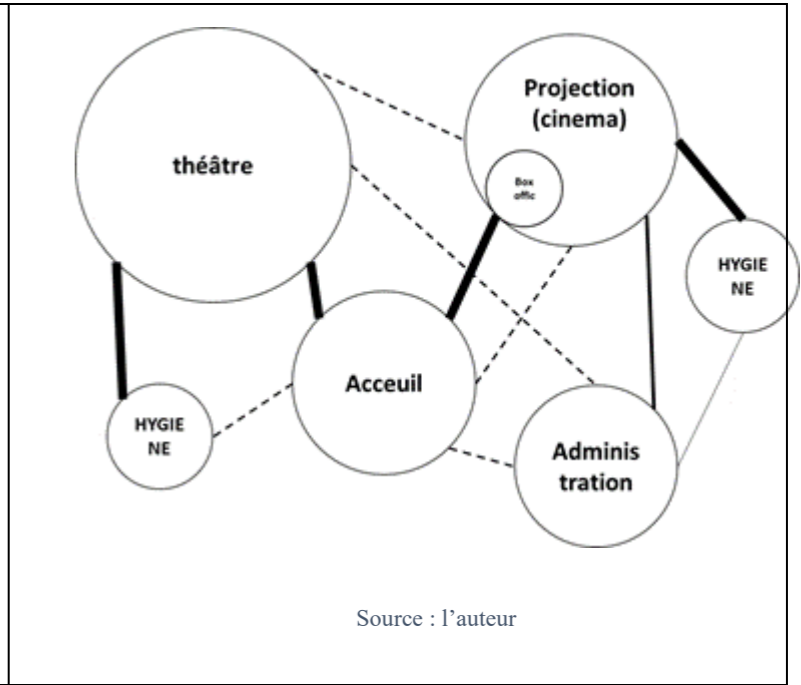 théâtre
Projection
(cinema)
Box
offic
HYGIE
NE
Acceuil
HYGIE
NE
Adminis
tration
Source : l’auteur